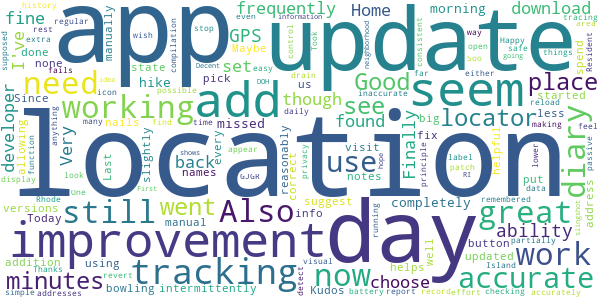 history
regular
rest
extra
fine
none
Since
developer
Very
versions
Today
addition
Thanks
simple
addresses
I've
done
fails
need
working
allowing
nails
Last
function
display
info
using
app
wish
compilation
Decent
manually
state
hike
slightly
icon
many
names
still
improvement
minutes
tracking
bowling
intermittently
frequently
even
information
stop
easy
drain
GPS
Maybe
set
pick
DOH
us
add
though
missed
every
idea
possible
time
find
back
location
went
Also
manual
revert
Kudos
battery
update
Home
morning
look
control
Good
see
found
use
correct
reasonably
daily
appear
GJGR
First
shows
One
now
visual
detect
running
day
choose
helps
privacy
hope
suggest
notes
visit
completely
fix
principle
label
patch
RI
updated
Well
report
record
effort
button
ability
Island
partially
checking
accurately
download
tracing
area
supposed
way
consistent
neighborhood
inaccurate
open
soo
Happy
safe
going
things
Resident
either
far
seem
place
locator
Finally
big
less
started
reload
making
spend
diary
feel
anything
helpful
lower
put
data
address
passive
great
remembered
slingshot
work
accurate
Rhode